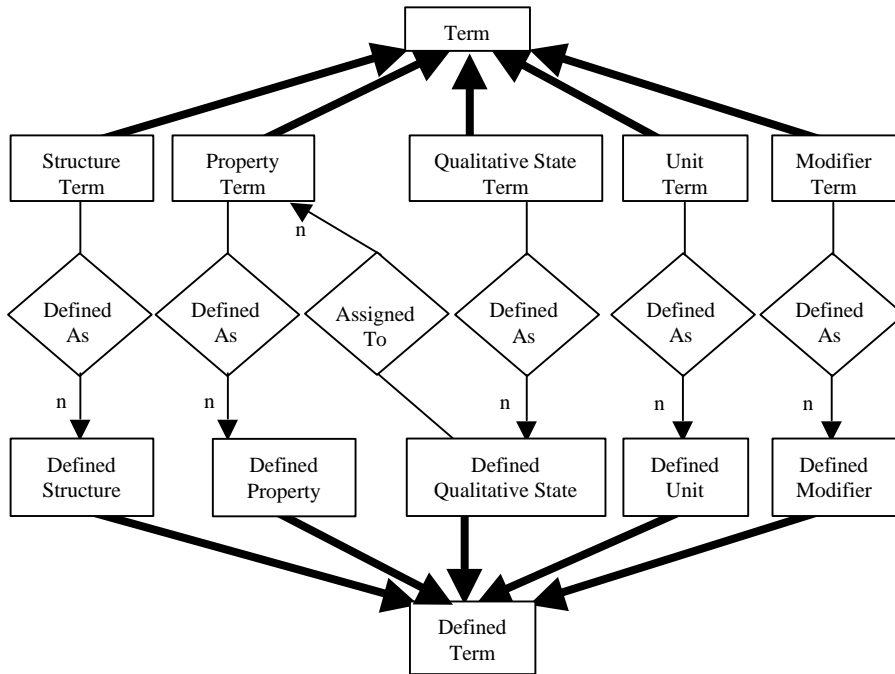 Term
Structure
Term
Property
Term
Qualitative State
Term
Unit
Term
Modifier
Term
n
Defined
As
Defined
As
Assigned
To
Defined
As
Defined
As
Defined
As
n
n
n
n
n
Defined
Structure
Defined
Property
Defined
Qualitative State
Defined
Unit
Defined
Modifier
Defined
Term